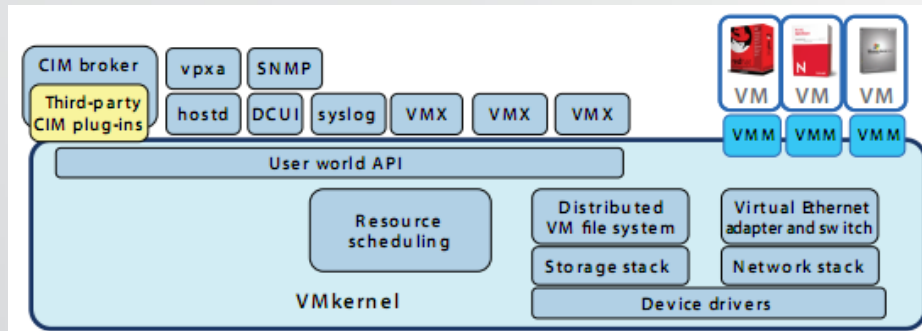 CIM broker
Third-party
CIM plug-ins
vpxa
SNMP
hostd
DCUI
syslog
VMX
VMX
VMX
VM
VM
VM
VMM
VMM
VMM
User world API
Resource
scheduling
Distributed
VM file system
Virtual Ethernet
adapter and switch
Storage stack
Network stack
VMkernel
Device drivers
N